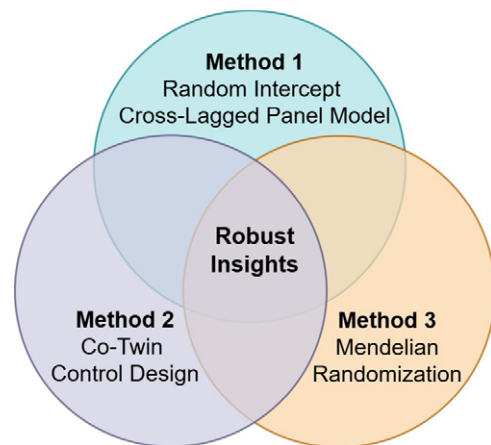 Method 1
Random Intercept
Cross-Lagged Panel Model
Robust
Insights
Method 2
Co-Twin
Control Design
Method 3
Mendelian
Randomization